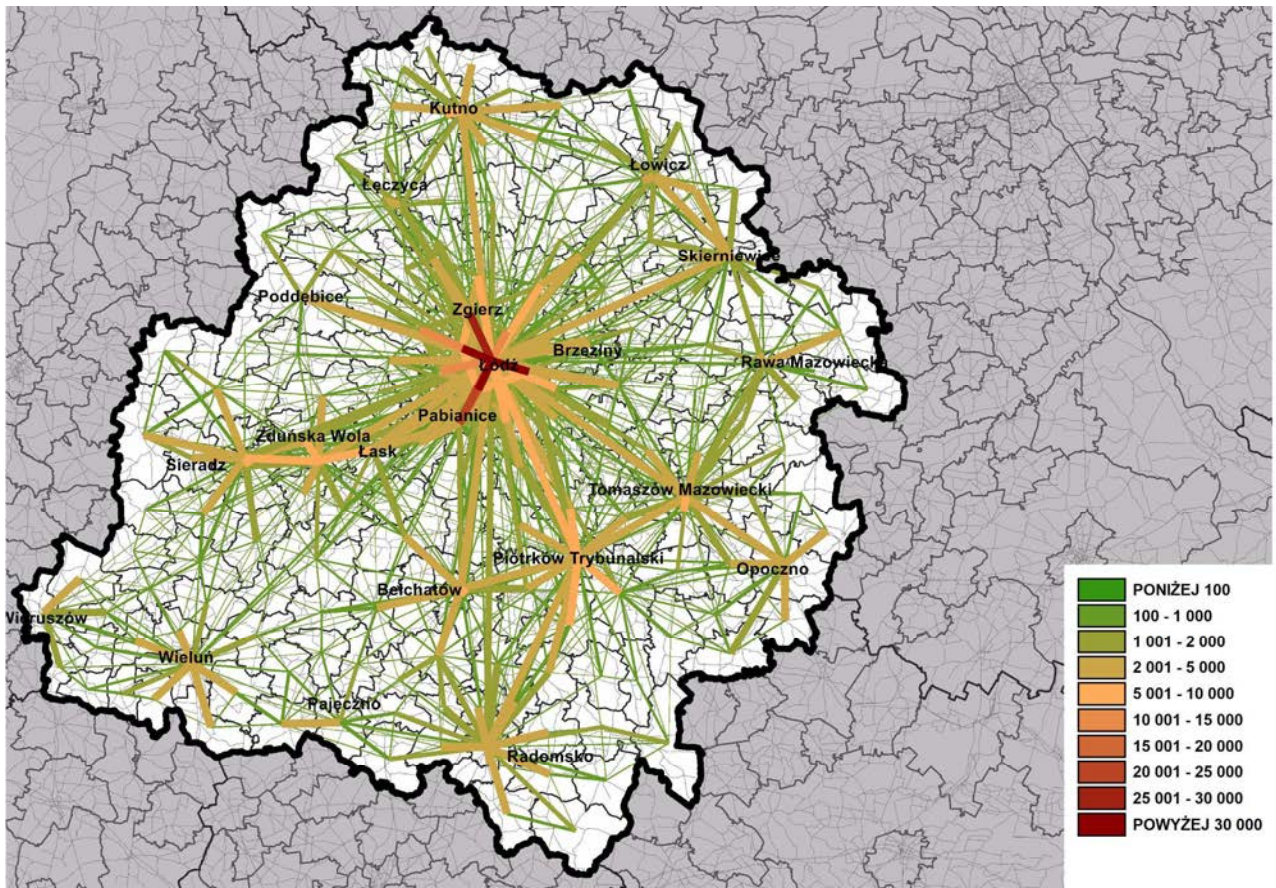 Kutno
Łowicz
Łęczyca
Skierniewice
Poddębice
Zgierz
Brzeziny
Łódź
Rawa Mazowiecka
Pabianice
Zduńska Wola
Łask
Sieradz
Tomaszów Mazowiecki
Piotrków Trybunalski
Opoczno
Bełchatów
Wieruszów
Wieluń
Pajęczno
Radomsko
PONIŻEJ 100
100 - 1 000
1 001 - 2 000
2 001 - 5 000
5 001 - 10 000
10 001 - 15 000
15 001 - 20 000
20 001 - 25 000
25 001 - 30 000
POWYŻEJ 30 000